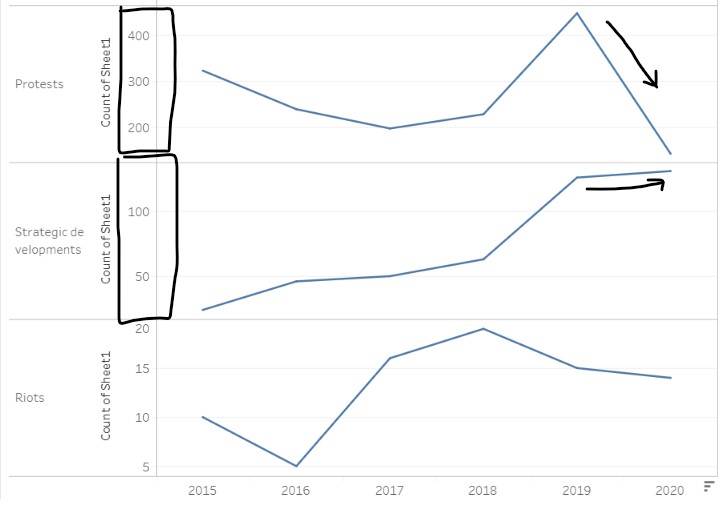 400
Protests
Count of Sheet1
300
200
Strategic de
velopments
Count of Sheet1
100
50
Riots
Count of Sheet1
20
15
10
5
2015 2016 2017 2018 2019 2020